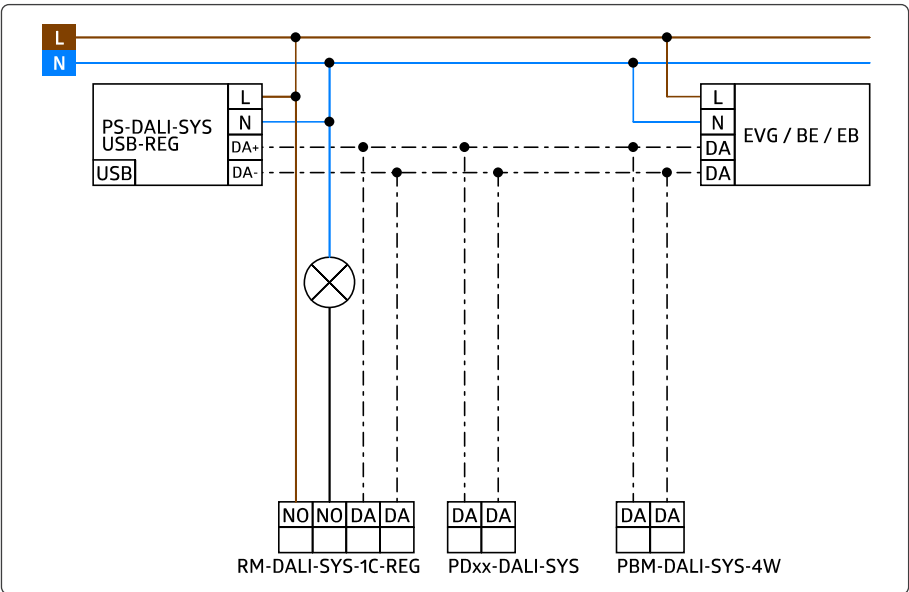 L
N
PS-DALI-SYS
USB-REG
USB
L
N
DA+
DA-
L
N
DA
DA
EVG / BE / EB
NO NO DA DA
RM-DALI-SYS-1C-REG
DA DA
PDxx-DALI-SYS
DA DA
PBM-DALI-SYS-4W